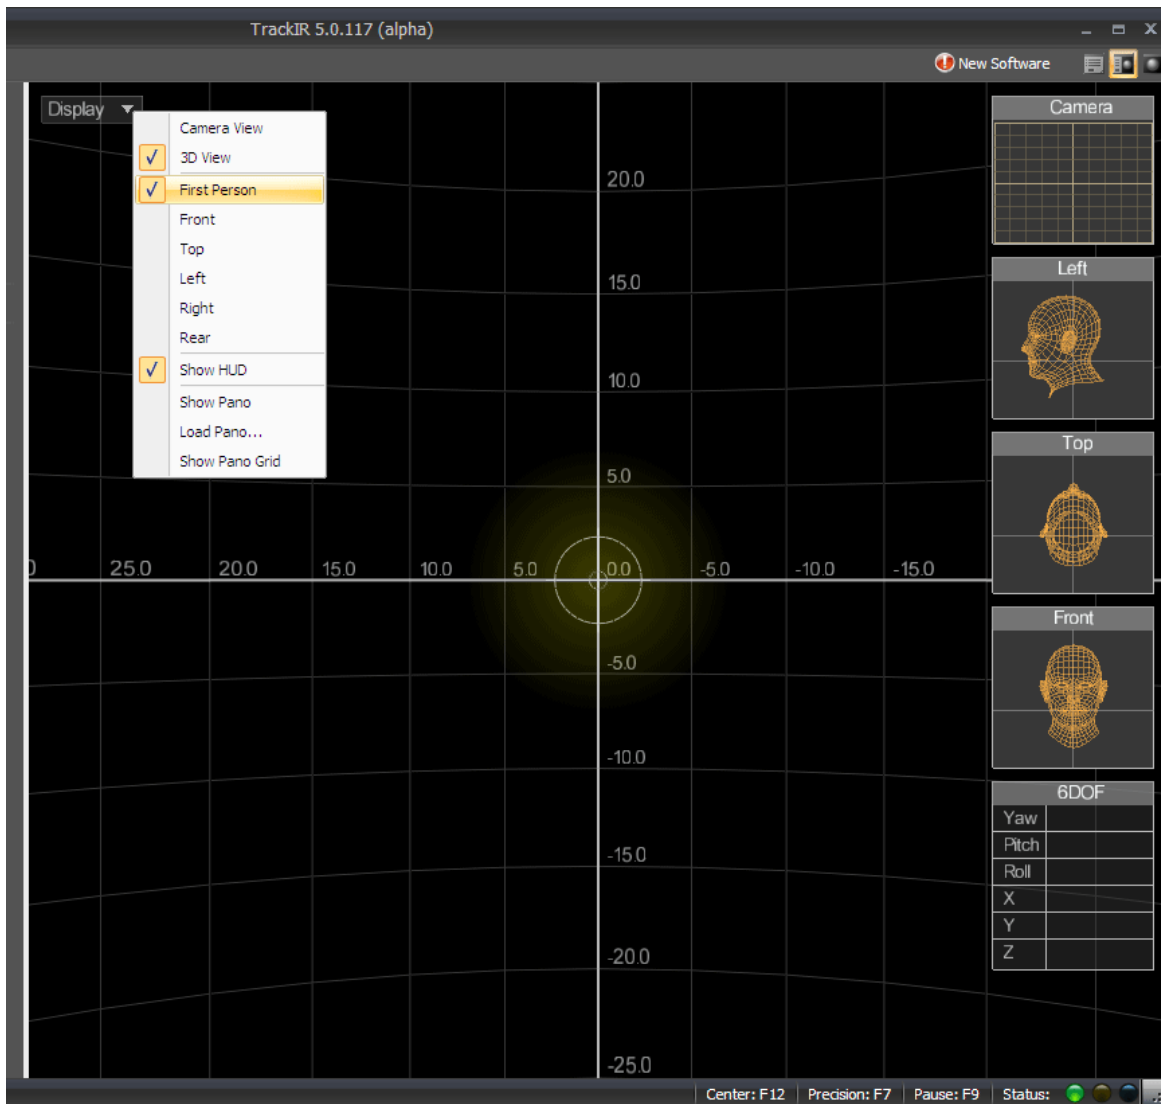 TrackIR 5.0.117 (alpha)
New Software
Display
Camera View
3D View
First Person
Front
Top
Left
Right
Rear
Show HUD
Show Pano
Load Pano...
Show Pano Grid
20.0
15.0
10.0
5.0
25.0 20.0 15.0 10.0 5.0 0.0 -5.0 -10.0 -15.0
-5.0
-10.0
-15.0
-20.0
-25.0
Camera
Left
Top
Front
6DOF
Yaw
Pitch
Roll
X
Y
Z
Center: F12 Precision: F7 Pause: F9 Status: